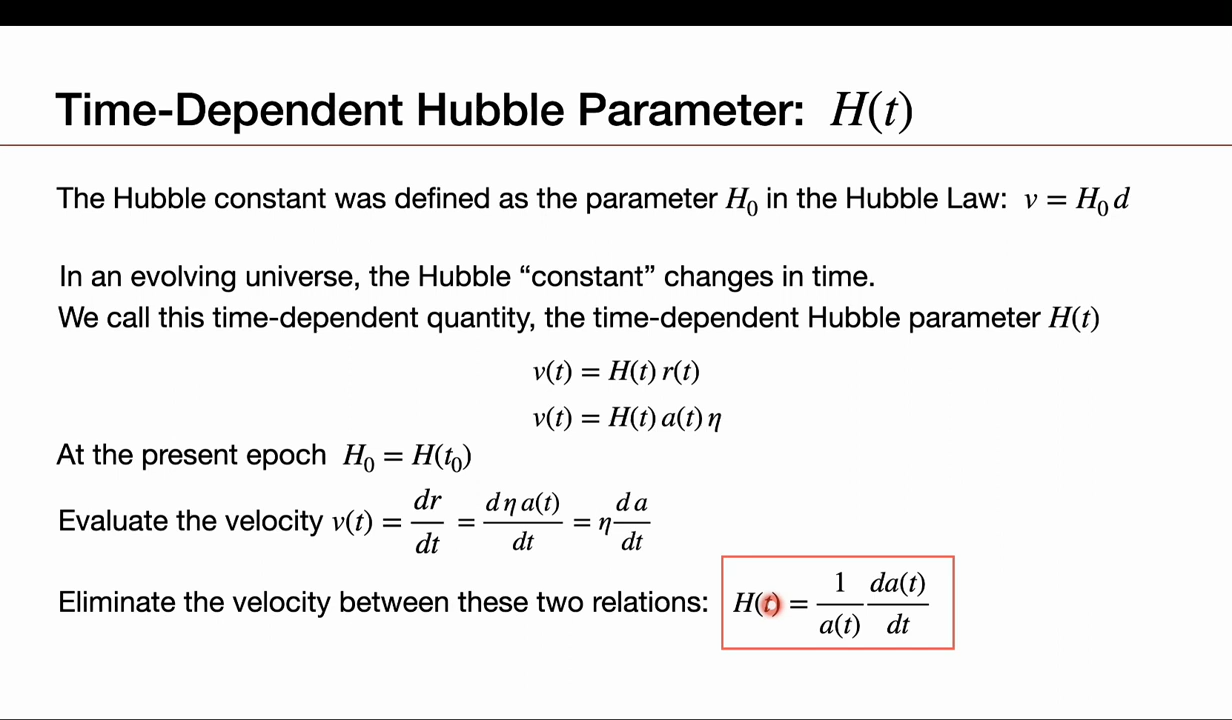 Time-Dependent Hubble Parameter: H(t)
The Hubble constant was defined as the parameter H₀ in the Hubble Law: v = H₀ d
In an evolving universe, the Hubble “constant” changes in time.
We call this time-dependent quantity, the time-dependent Hubble parameter H(t)
v(t) = H(t) r(t)
v(t) = H(t) a(t) η
At the present epoch H₀ = H(t₀)
Evaluate the velocity v(t) = dr/dt = dη a(t)/dt = η da/dt
Eliminate the velocity between these two relations: H(t) = 1/a(t) da(t)/dt